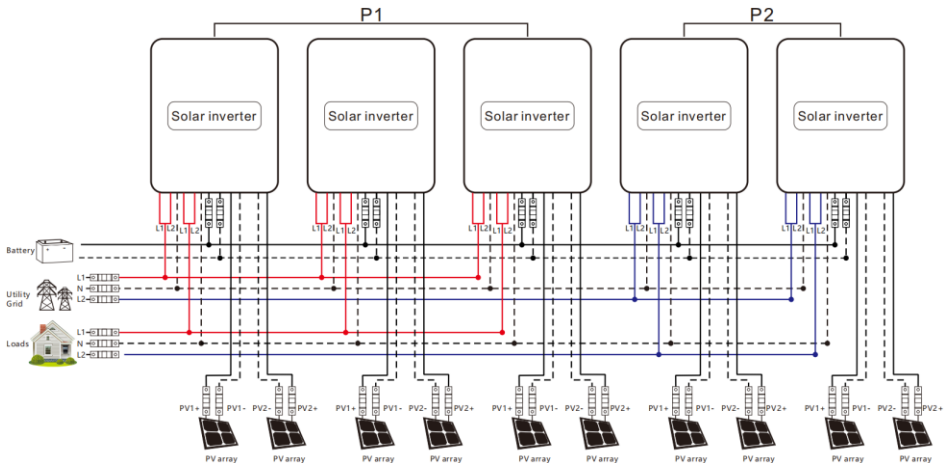 P1
P2
Solar inverter
Solar inverter
Solar inverter
Solar inverter
Solar inverter
L1 L2
L1 L2
L1 L2
L1 L2
L1 L2
L1 L2
L1 L2
L1 L2
L1 L2
L1 L2
Battery
Utility
Grid
L1
N
L2
Loads
L1
N
L2
PV1+ PV1- PV2- PV2+
PV1+ PV1- PV2- PV2+
PV1+ PV1- PV2- PV2+
PV1+ PV1- PV2- PV2+
PV1+ PV1- PV2- PV2+
PV array PV array
PV array PV array
PV array PV array
PV array PV array
PV array PV array